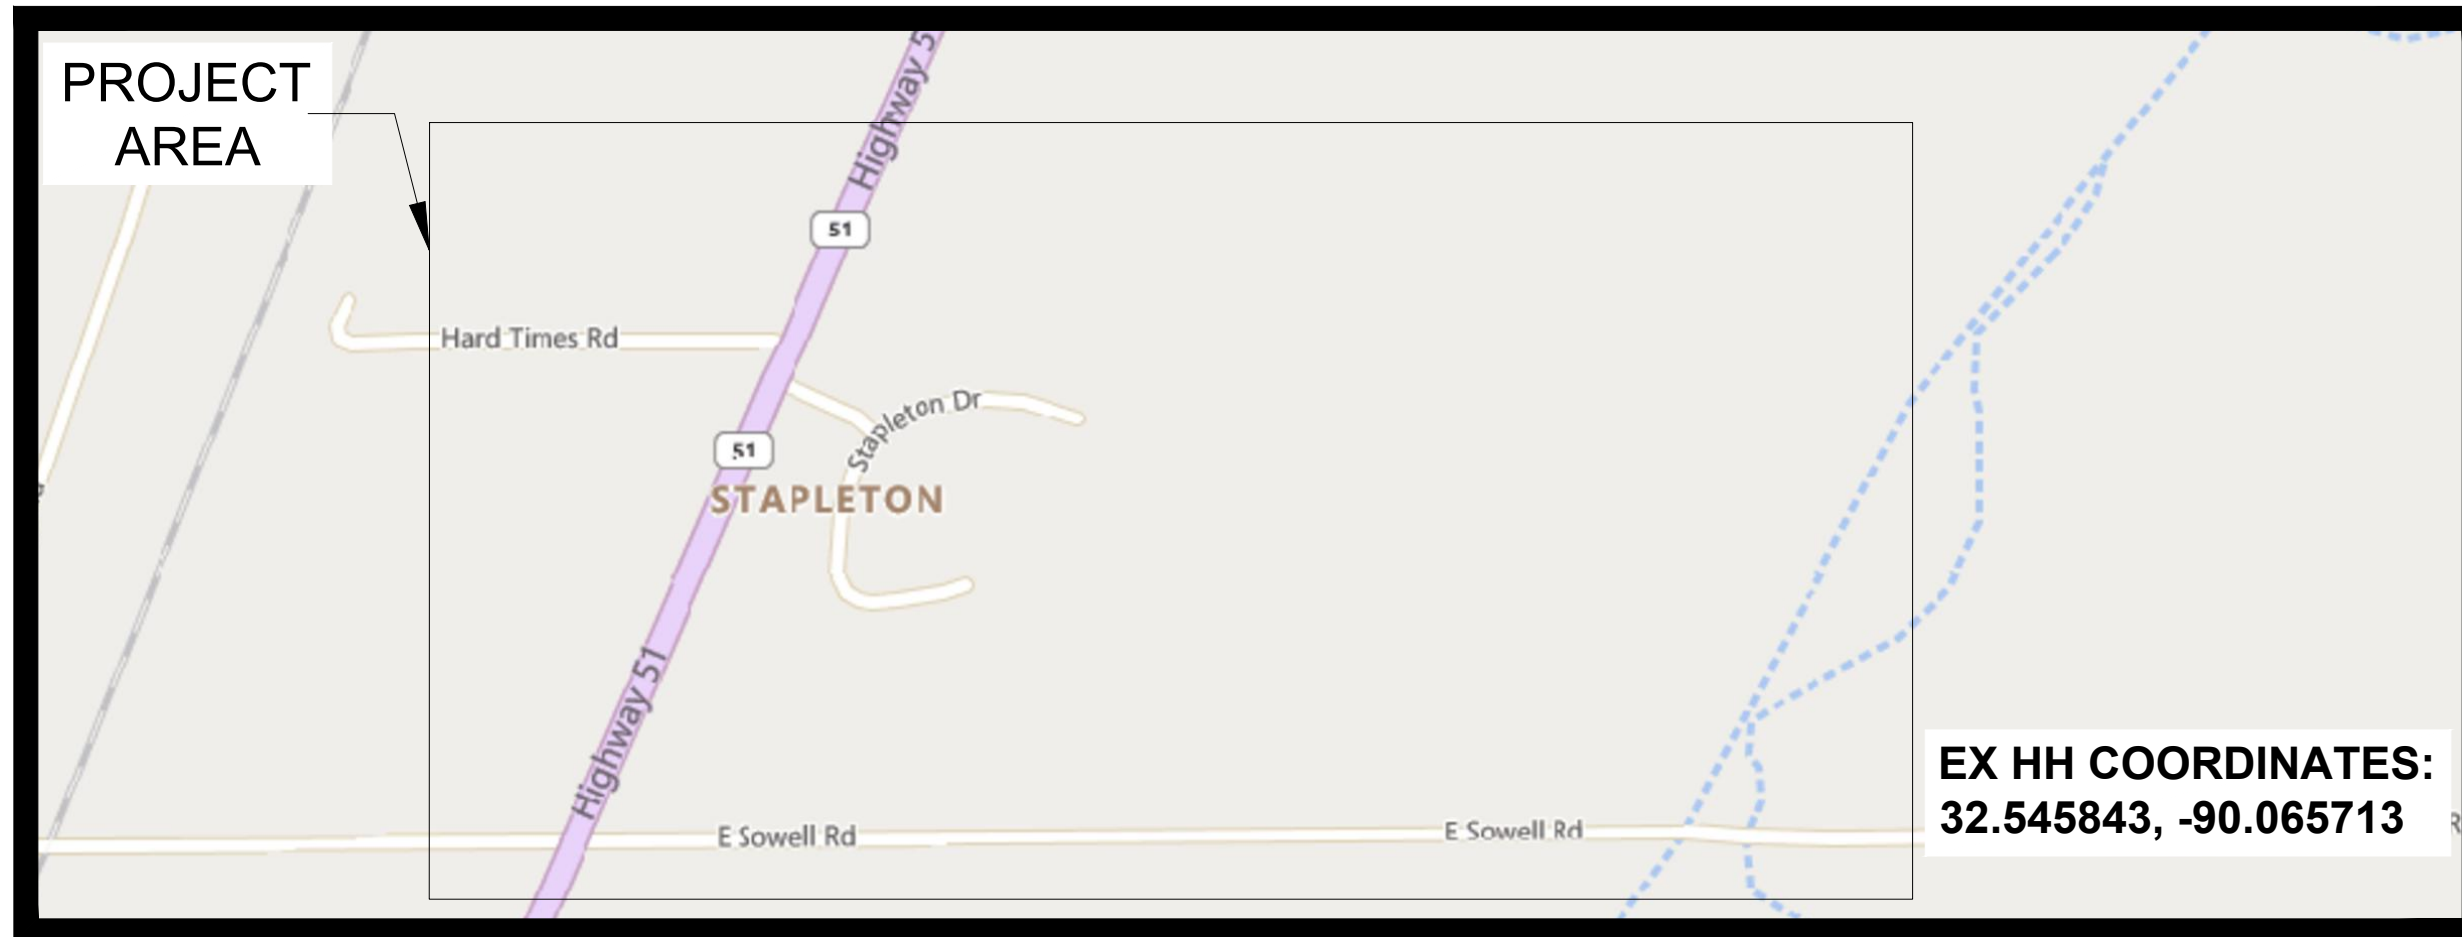 PROJECT
AREA
Highway 5
51
Hard Times Rd
Stapleton Dr
51
STAPLETON
Highway 51
E Sowell Rd
E Sowell Rd
EX HH COORDINATES:
32.545843, -90.065713
R